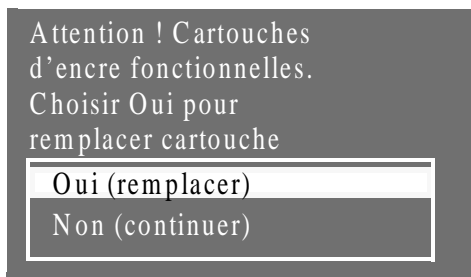 Attention ! Cartouches
d'encre fonctionnelles.
Choisir Oui pour
remplacer cartouche
Oui (remplacer)
Non (continuer)